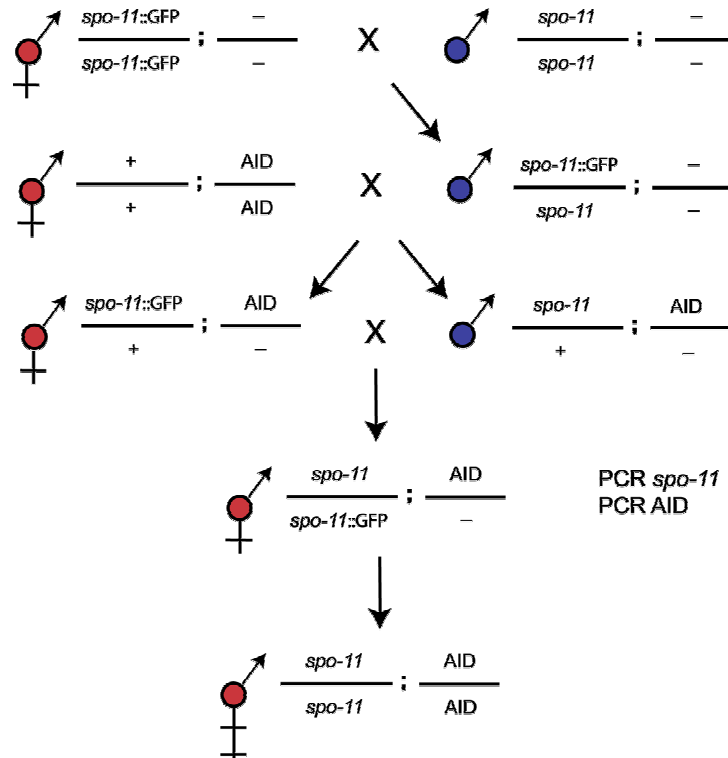 spo-11::GFP ; – X spo-11 ; –
spo-11::GFP – spo-11 –
+ ; AID X spo-11::GFP ; –
+ AID spo-11 –
spo-11::GFP ; AID X spo-11 ; AID
+ – + –
spo-11 ; AID
spo-11::GFP –
PCR spo-11
PCR AID
spo-11 ; AID
spo-11 AID